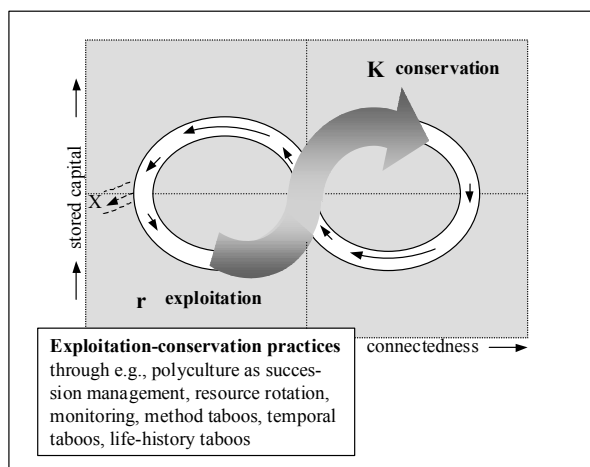 K conservation
stored capital
X
r exploitation
connectedness
Exploitation-conservation practices
through e.g., polyculture as succes-
sion management, resource rotation,
monitoring, method taboos, temporal
taboos, life-history taboos